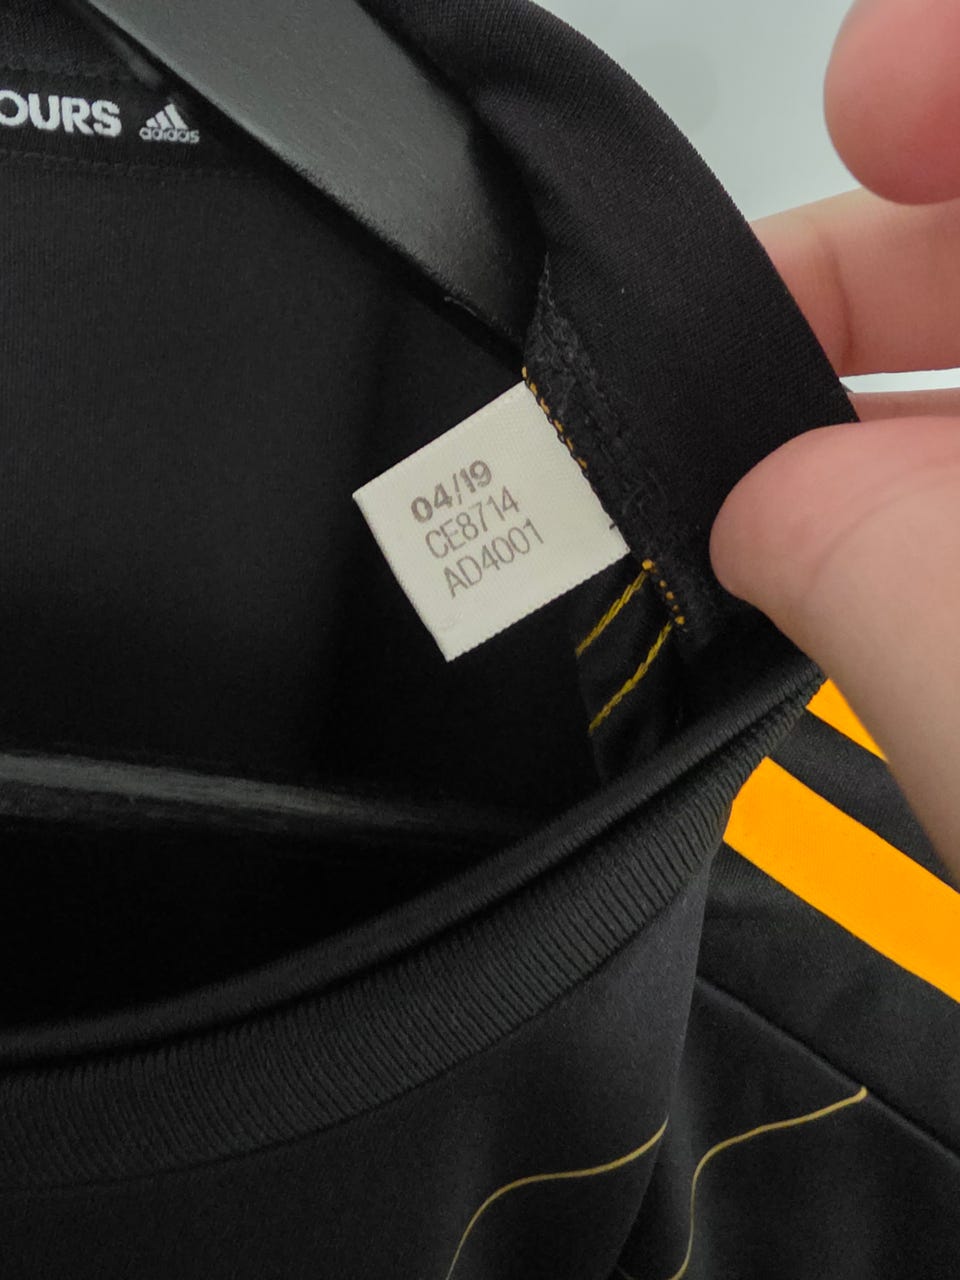 OURS adidas
04/19
CE8714
AD4001